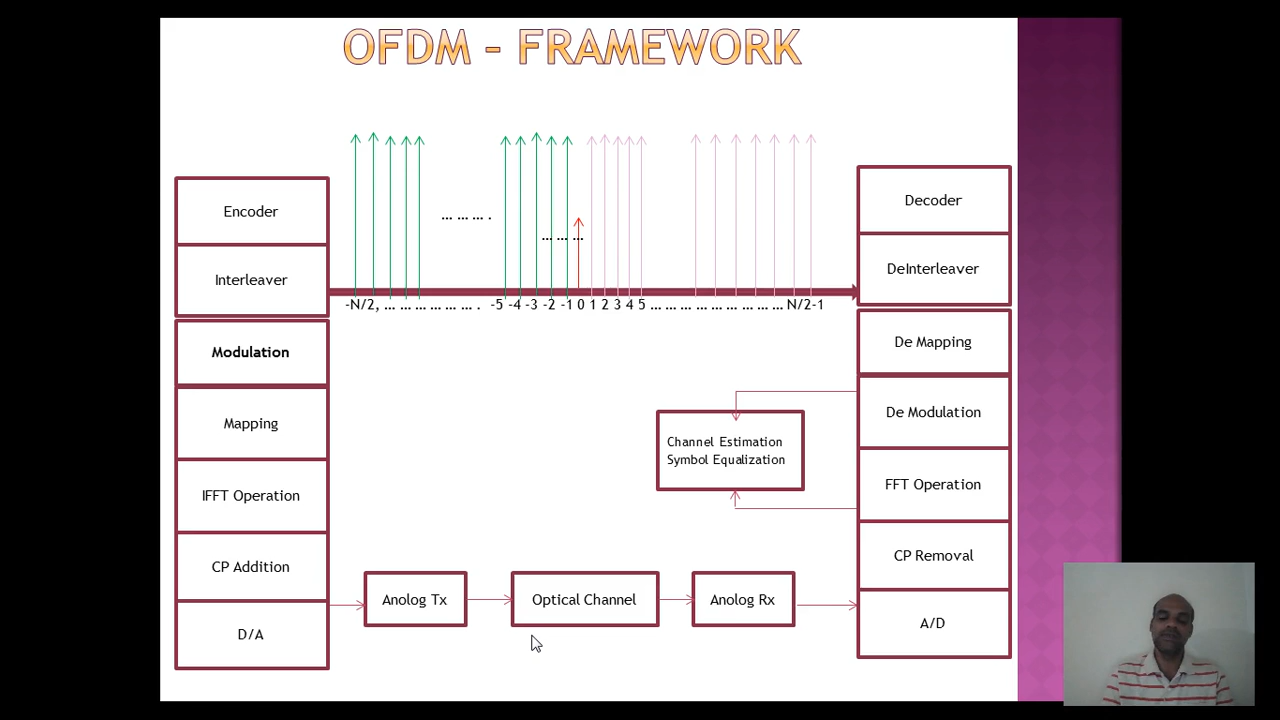 OFDM – FRAMEWORK
Encoder
Interleaver
Modulation
Mapping
IFFT Operation
CP Addition
D/A
... ... ... .
... ... ...
-N/2, ... ... ... ... ... ... . -5 -4 -3 -2 -1 0 1 2 3 4 5 ... ... ... ... ... ... ... ... ... N/2-1
Channel Estimation
Symbol Equalization
Anolog Tx
Optical Channel
Anolog Rx
Decoder
DeInterleaver
De Mapping
De Modulation
FFT Operation
CP Removal
A/D